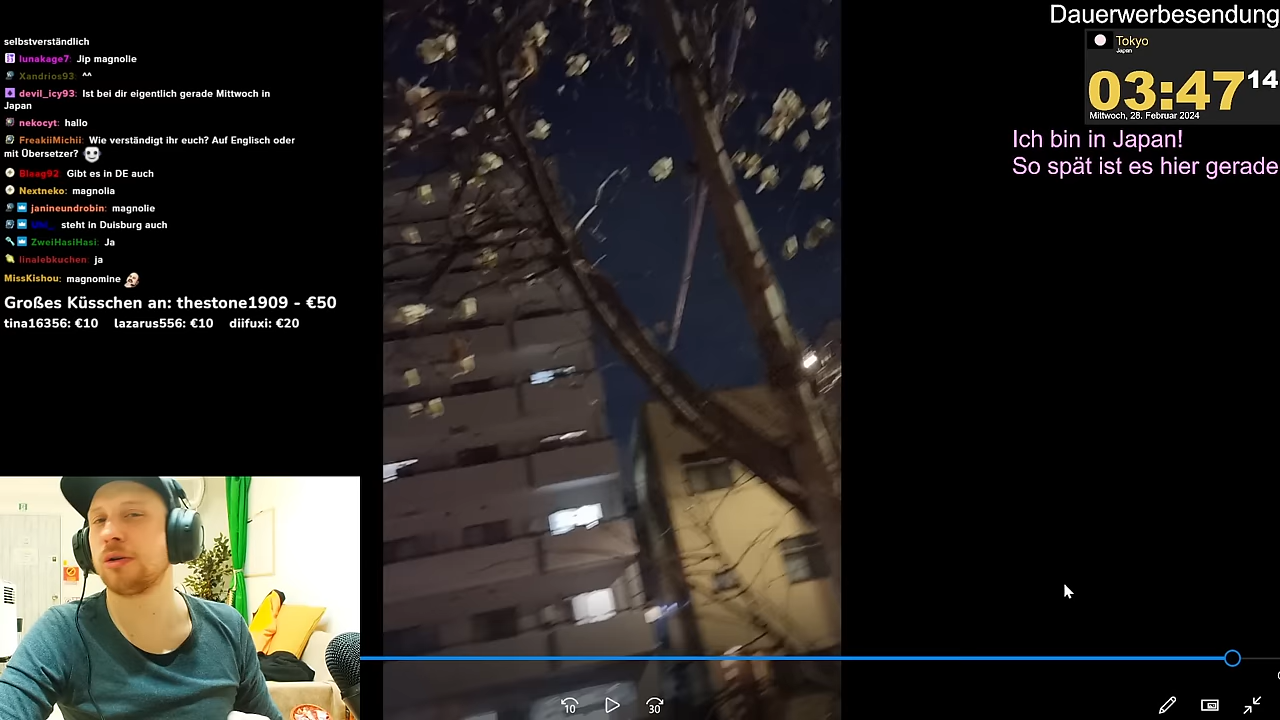 selbstverständlich
lunakage7: Jip magnolie
Xandrios93: ^^
devil_icy93: Ist bei dir eigentlich gerade Mittwoch in
Japan
nekocyt: hallo
FreakiiMichii: Wie verständigt ihr euch? Auf Englisch oder
mit Übersetzer?
Blaag92: Gibt es in DE auch
Nextneko: magnolia
janineundrobin: magnolie
steht in Duisburg auch
ZweiHasiHasi: Ja
linalebkuchen: ja
MissKishou: magnomine
Großes Küsschen an: thestone1909 - €50
tina16356: €10 lazarus556: €10 diifuxi: €20
Dauerwerbesendung
Tokyo
Japan
03:47 14
Mittwoch, 28. Februar 2024
Ich bin in Japan!
So spät ist es hier gerade
10
30